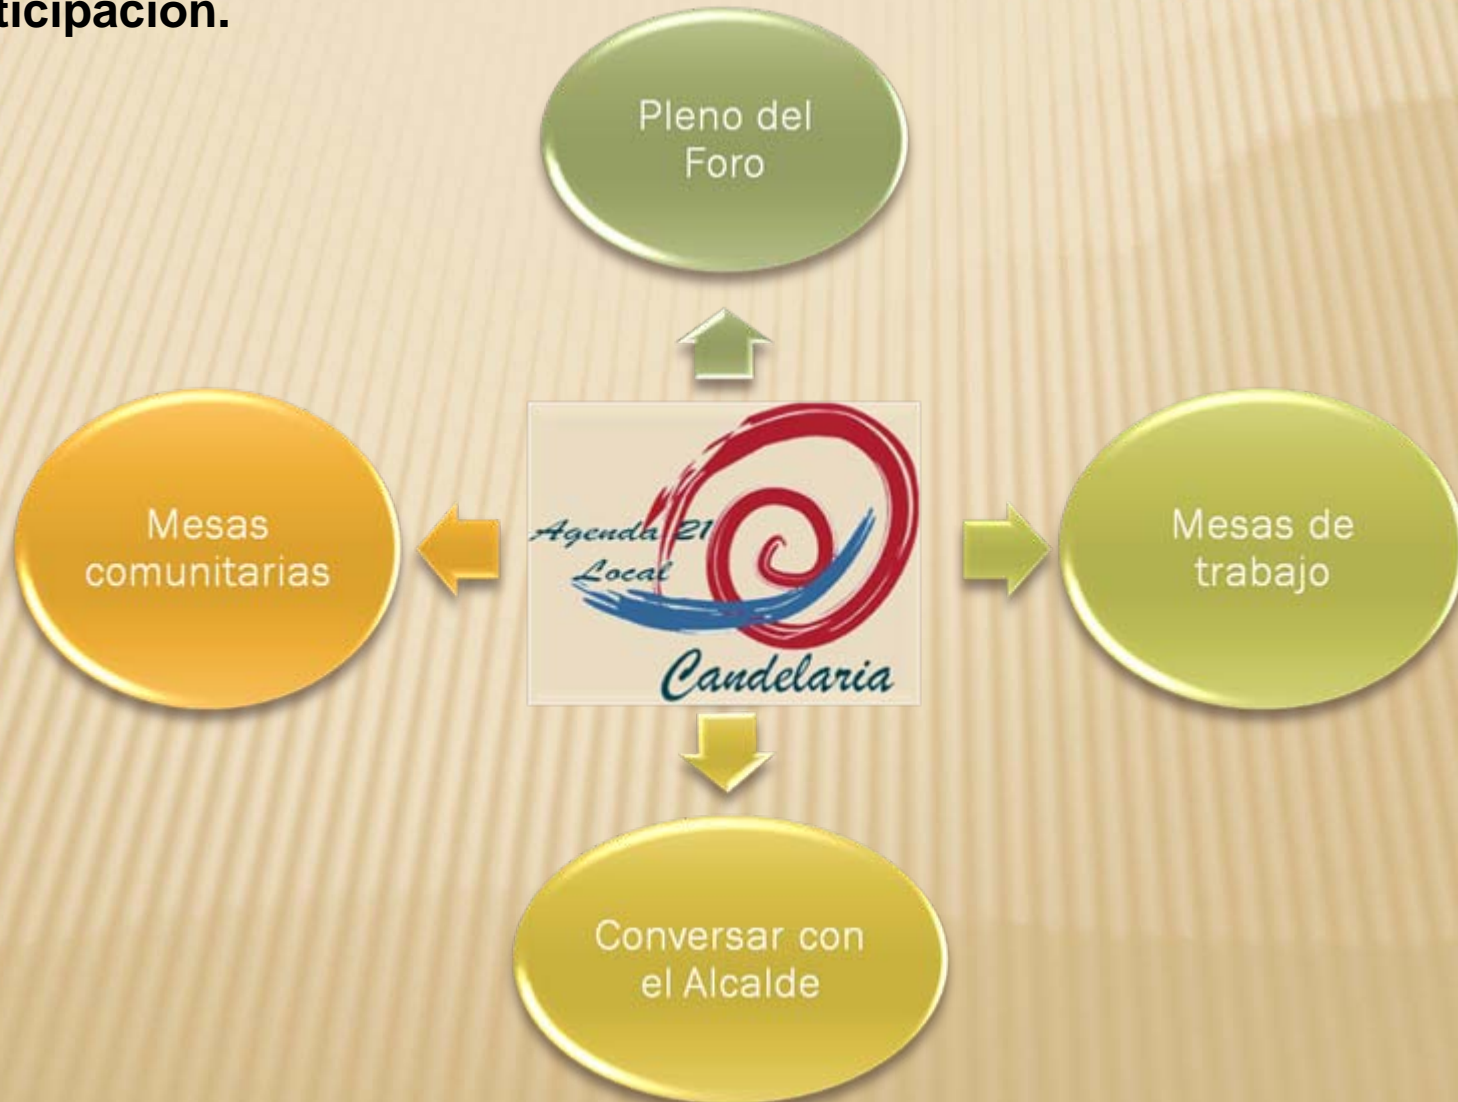 ticipación.
Pleno del
Foro
Mesas
comunitarias
Agenda 21
Local
Candelaria
Mesas de
trabajo
Conversar con
el Alcalde